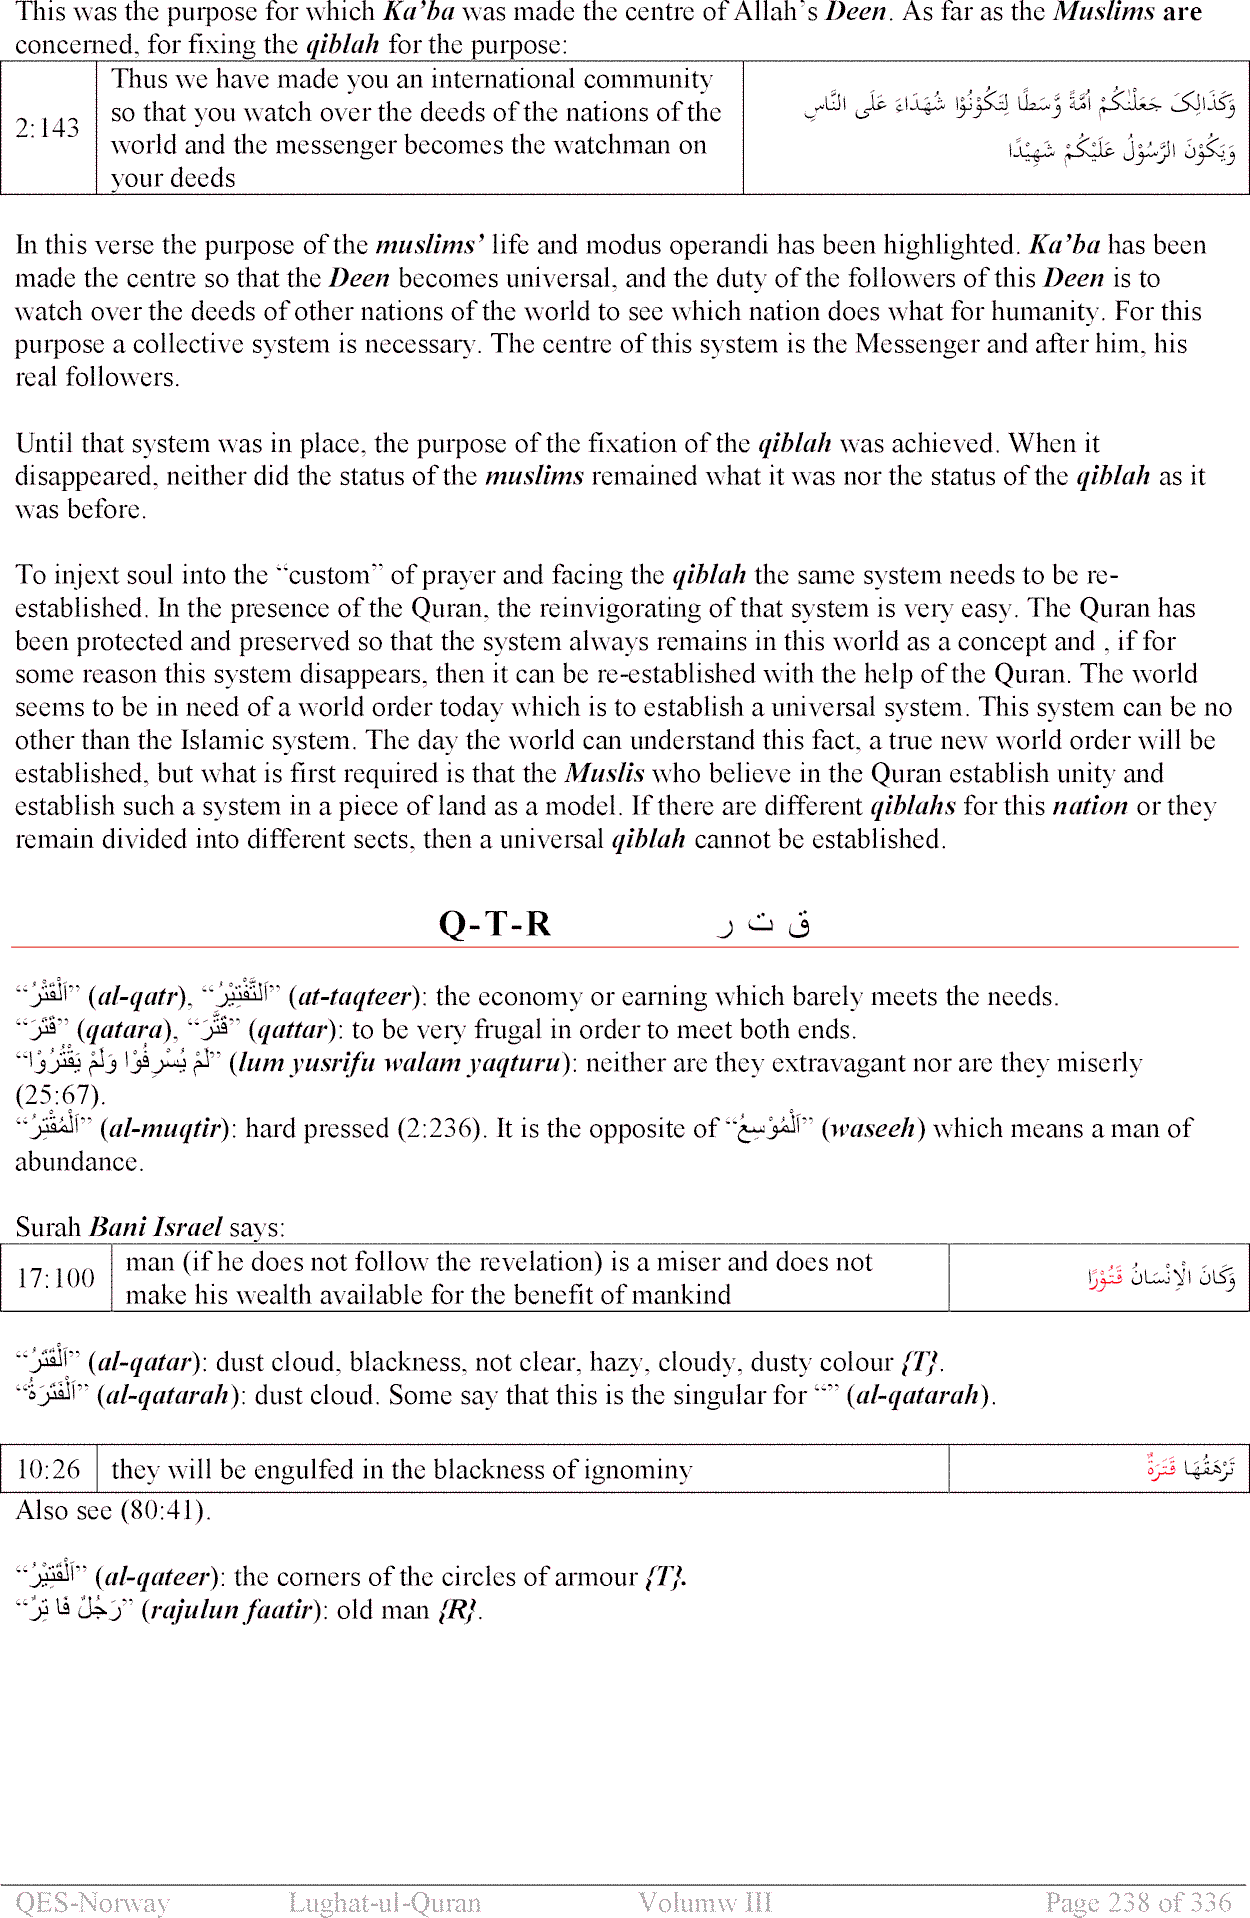 This was the purpose for which Ka’ba was made the centre of Allah’s Deen. As far as the Muslims are
concerned, for fixing the qiblah for the purpose:
2:143
Thus we have made you an international community
so that you watch over the deeds of the nations of the
world and the messenger becomes the watchman on
your deeds
وَكَذَالِکَ جَعَلْنٰكُمْ اُمَّةً وَّسَطًا لِتَكُوْنُوْا شُهَدَاءَ عَلَى النَّاسِ
وَيَكُوْنَ الرَّسُوْلُ عَلَيْكُمْ شَهِيْدًا
In this verse the purpose of the muslims’ life and modus operandi has been highlighted. Ka’ba has been
made the centre so that the Deen becomes universal, and the duty of the followers of this Deen is to
watch over the deeds of other nations of the world to see which nation does what for humanity. For this
purpose a collective system is necessary. The centre of this system is the Messenger and after him, his
real followers.
Until that system was in place, the purpose of the fixation of the qiblah was achieved. When it
disappeared, neither did the status of the muslims remained what it was nor the status of the qiblah as it
was before.
To injext soul into the “custom” of prayer and facing the qiblah the same system needs to be re-
established. In the presence of the Quran, the reinvigorating of that system is very easy. The Quran has
been protected and preserved so that the system always remains in this world as a concept and , if for
some reason this system disappears, then it can be re-established with the help of the Quran. The world
seems to be in need of a world order today which is to establish a universal system. This system can be no
other than the Islamic system. The day the world can understand this fact, a true new world order will be
established, but what is first required is that the Muslis who believe in the Quran establish unity and
establish such a system in a piece of land as a model. If there are different qiblahs for this nation or they
remain divided into different sects, then a universal qiblah cannot be established.
Q-T-R ق ت ر
“اَلْقَتْرُ” (al-qatr), “اَلتَّقْتِيْرُ” (at-taqteer): the economy or earning which barely meets the needs.
“قَتَرَ” (qatara), “قَتَّرَ” (qattar): to be very frugal in order to meet both ends.
“لَمْ يُسْرِفُوْا وَلَمْ يَقْتُرُوْا” (lum yusrifu walam yaqturu): neither are they extravagant nor are they miserly
(25:67).
“اَلْمُقْتِرُ” (al-muqtir): hard pressed (2:236). It is the opposite of “اَلْمُوْسِعُ” (waseeh) which means a man of
abundance.
Surah Bani Israel says:
17:100
man (if he does not follow the revelation) is a miser and does not
make his wealth available for the benefit of mankind
وَكَانَ الْاِنْسَانُ قَتُوْرًا
“اَلْقَتَرُ” (al-qatar): dust cloud, blackness, not clear, hazy, cloudy, dusty colour {T}.
“اَلْقَتَرَةُ” (al-qatarah): dust cloud. Some say that this is the singular for “” (al-qatarah).
10:26
they will be engulfed in the blackness of ignominy
تَرْهَقُهَا قَتَرَةٌ
Also see (80:41).
“اَلْقَتِيْرُ” (al-qateer): the corners of the circles of armour {T}.
“رَجُلٌ فَا تِرٌ” (rajulun faatir): old man {R}.
QES-Norway Lughat-ul-Quran Volumw III Page 238 of 336